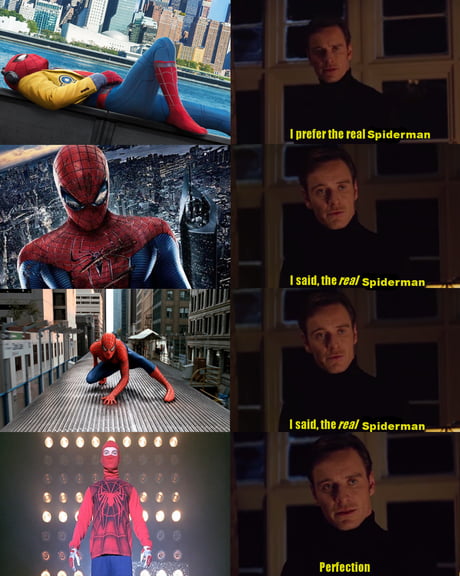 I prefer the real Spiderman
I said, the real Spiderman
I said, the real Spiderman
Perfection